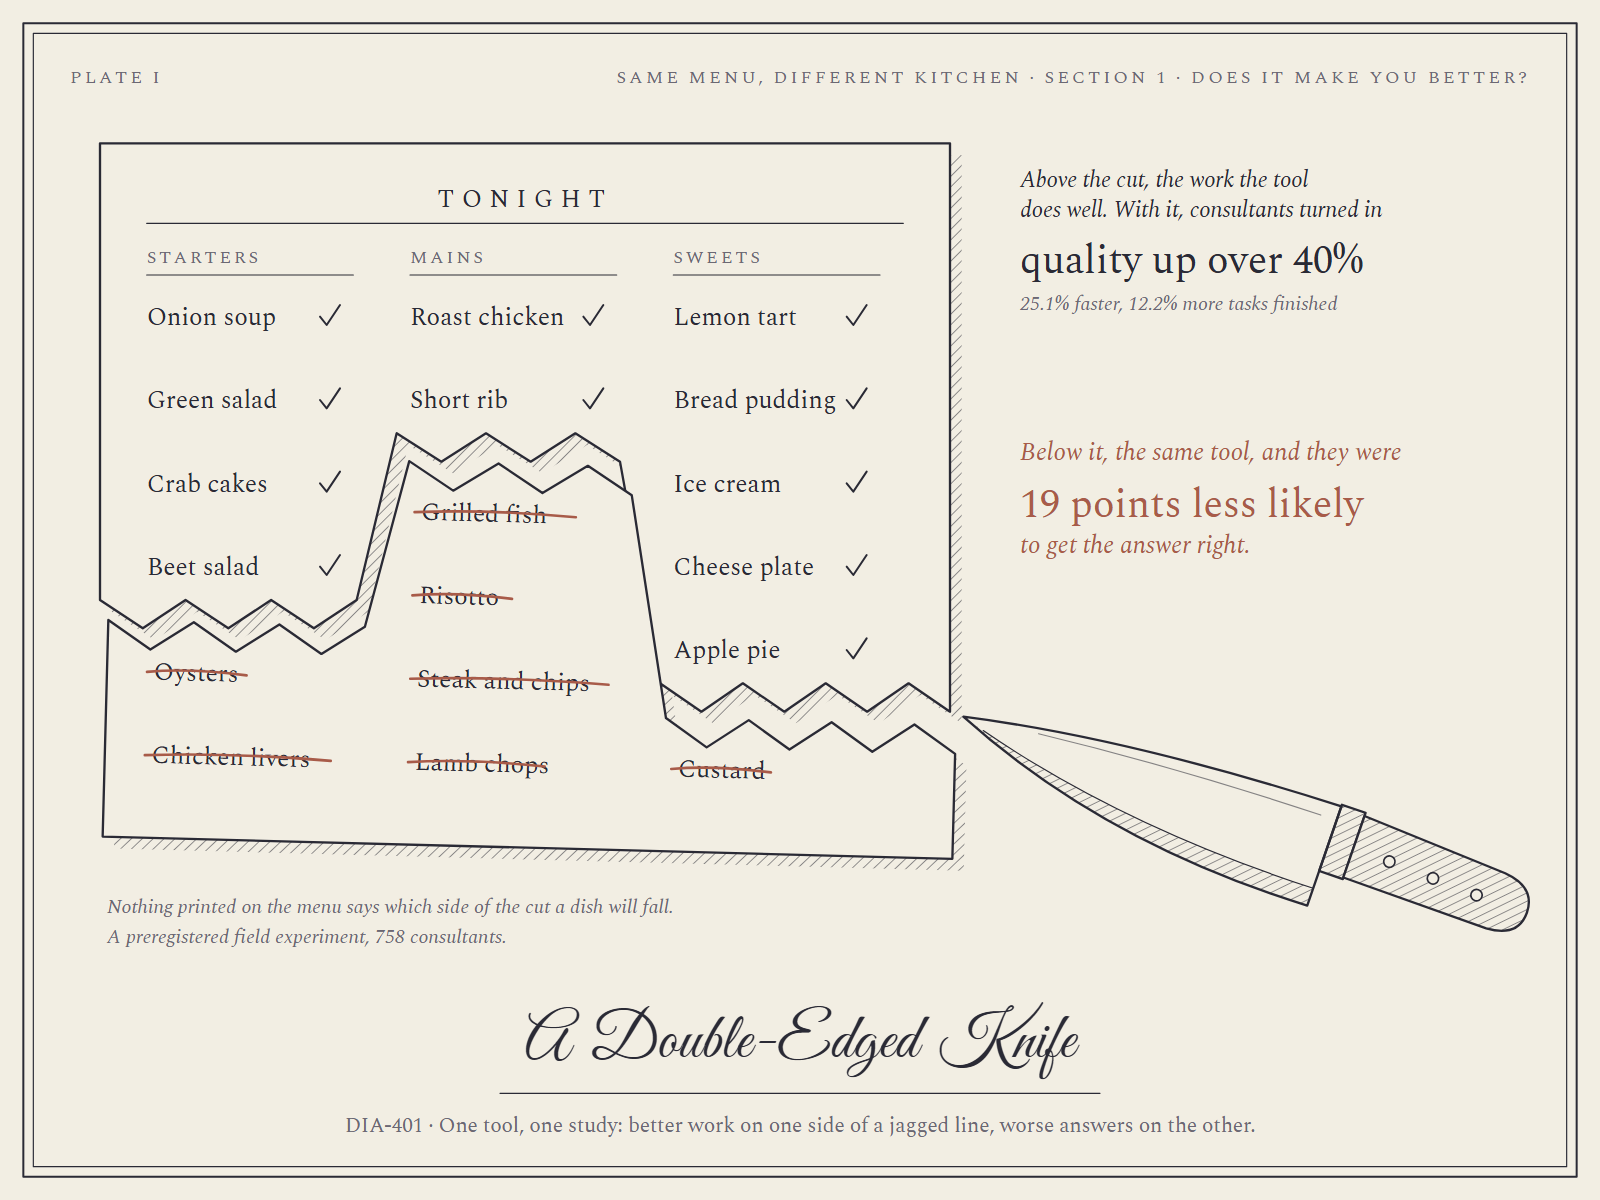 PLATE I
SAME MENU, DIFFERENT KITCHEN · SECTION 1 · DOES IT MAKE YOU BETTER?
TONIGHT
STARTERS
Onion soup
Green salad
Crab cakes
Beet salad
Oysters
Chicken livers
MAINS
Roast chicken
Short rib
Grilled fish
Risotto
Steak and chips
Lamb chops
SWEETS
Lemon tart
Bread pudding
Ice cream
Cheese plate
Apple pie
Custard
Above the cut, the work the tool
does well. With it, consultants turned in
quality up over 40%
25.1% faster, 12.2% more tasks finished
Below it, the same tool, and they were
19 points less likely
to get the answer right.
Nothing printed on the menu says which side of the cut a dish will fall.
A preregistered field experiment, 758 consultants.
A Double-Edged Knife
DIA-401 · One tool, one study: better work on one side of a jagged line, worse answers on the other.